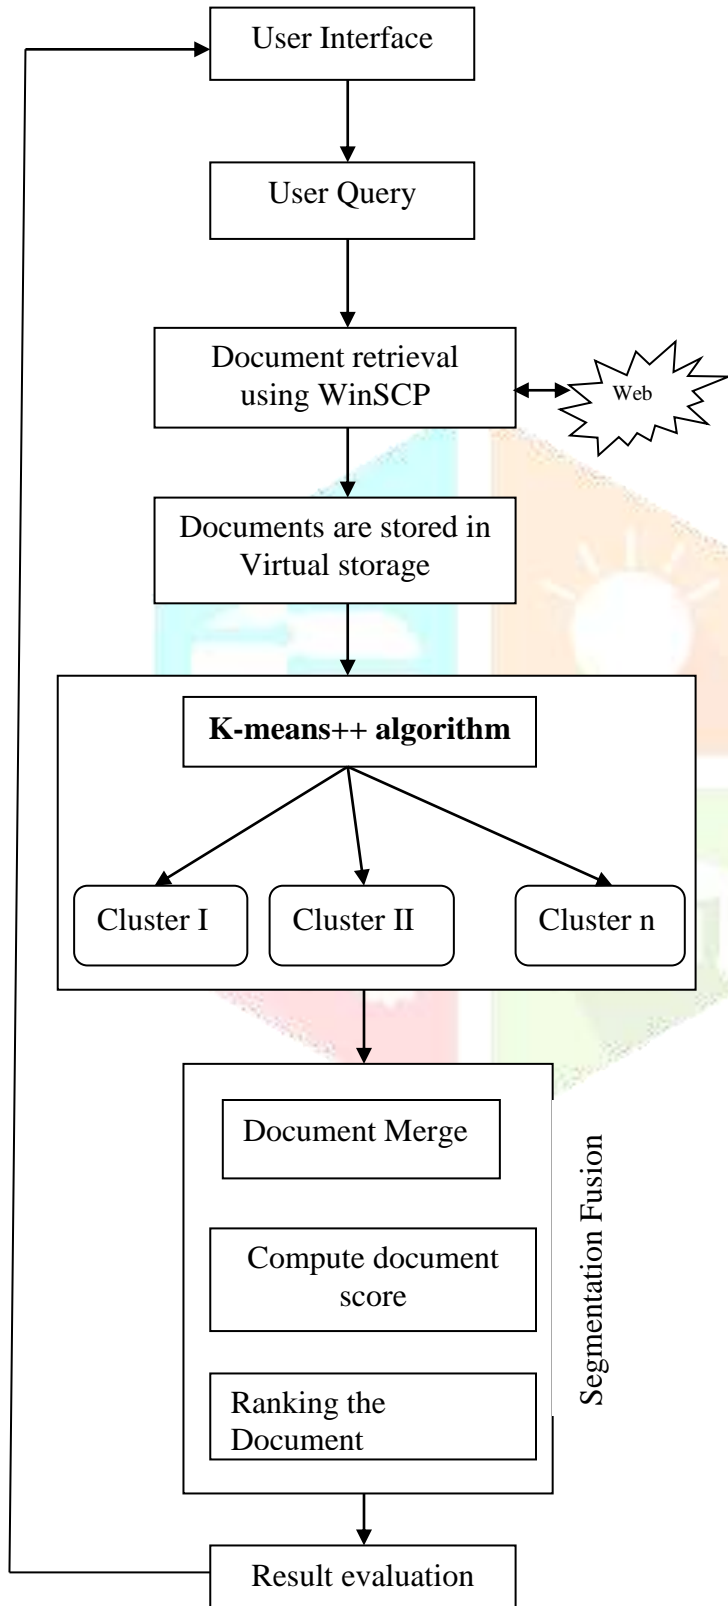 User Interface
User Query
Document retrieval
using WinSCP
Web
Documents are stored in
Virtual storage
K-means++ algorithm
Cluster I
Cluster II
Cluster n
Document Merge
Compute document
score
Ranking the
Document
Segmentation Fusion
Result evaluation